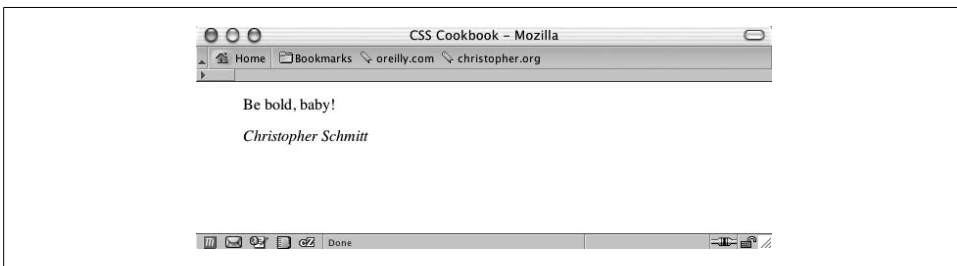 CSS Cookbook – Mozilla
Home Bookmarks oreilly.com christopher.org
Be bold, baby!
Christopher Schmitt
Done